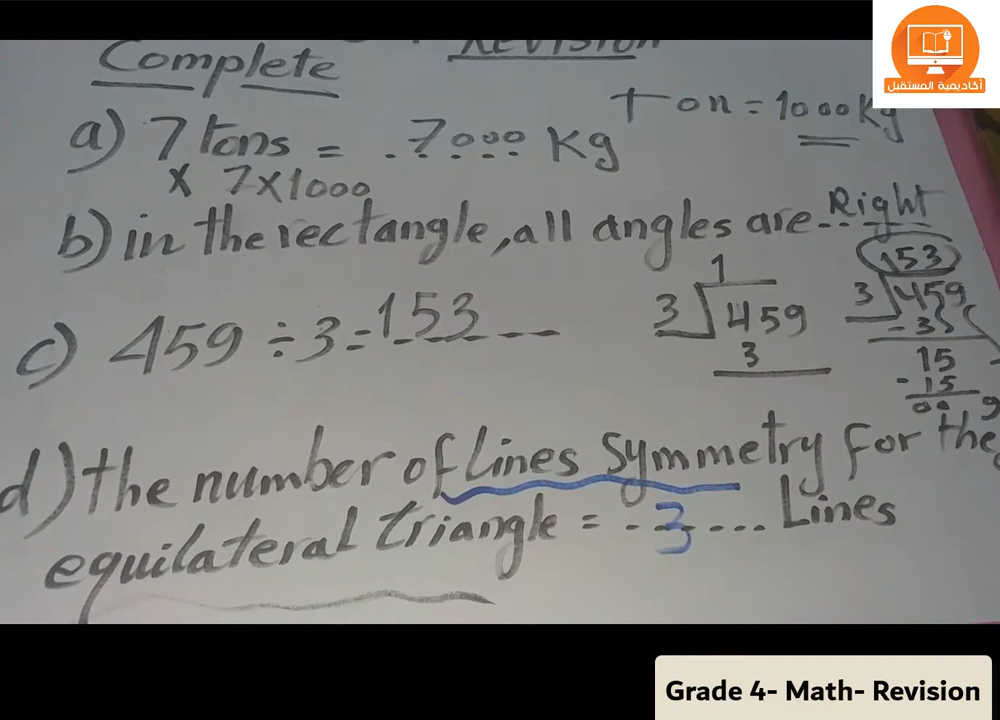 Complete
REVISION
أكاديمية المستقبل
Ton = 1000Kg
a) 7 tons = .7000 Kg
X 7X1000
b) in the rectangle, all angles are..Right
c) 459 ÷ 3 = 153
1
3 459
3
153
3 459
-3
15
-15
00
d) the number of lines symmetry for the
equilateral triangle = ..3... Lines
Grade 4- Math- Revision